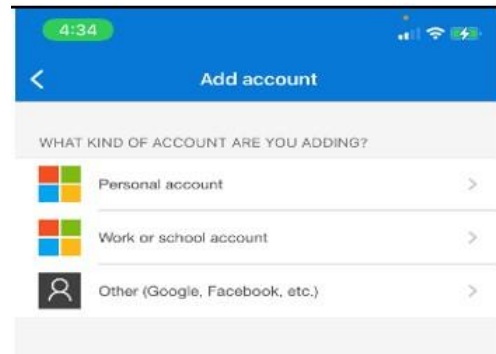 4:34
Add account
WHAT KIND OF ACCOUNT ARE YOU ADDING?
Personal account
Work or school account
Other (Google, Facebook, etc.)